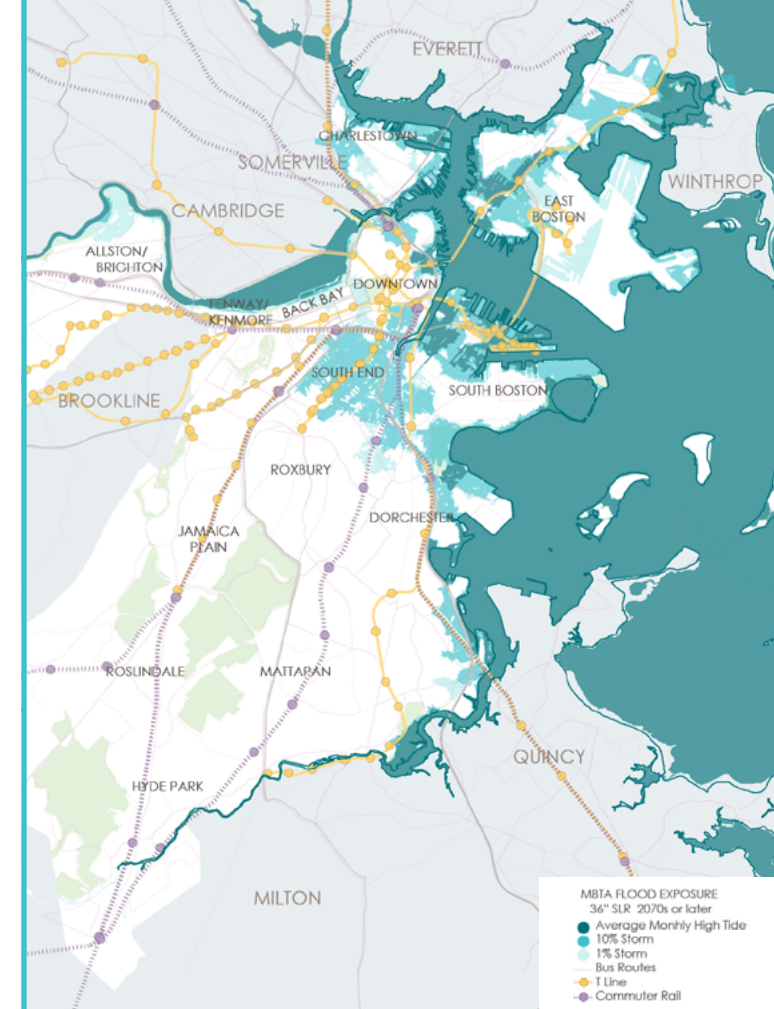 EVERETT
CHARLESTOWN
SOMERVILLE
WINTHROP
CAMBRIDGE
EAST
BOSTON
ALLSTON/
BRIGHTON
DOWNTOWN
BACK BAY
FENWAY/
KENMORE
SOUTH END
SOUTH BOSTON
BROOKLINE
ROXBURY
DORCHESTER
JAMAICA
PLAIN
ROSLINDALE
MATTAPAN
QUINCY
HYDE PARK
MILTON
MBTA FLOOD EXPOSURE
36" SLR 2070s or later
Average Monhly High Tide
10% Storm
1% Storm
Bus Routes
T Line
Commuter Rail